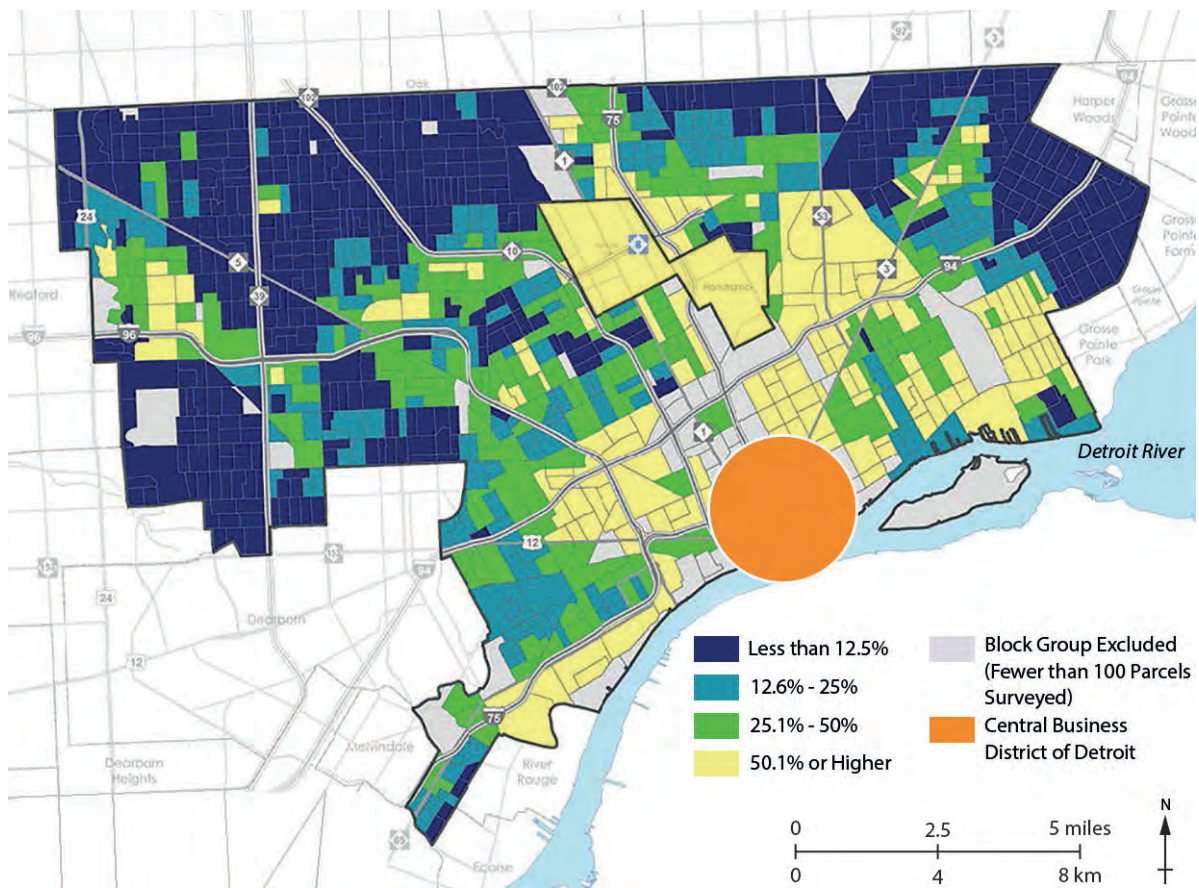 97
3
102
Oak
102
94
75
Harper
Woods
Grosse
Pointe
Woods
1
24
53
Grosse
Pointe
Farm
5
10
8
3
39
Hamtramck
94
Redford
Grosse
Pointe
96
96
Grosse
Pointe
Park
1
Detroit River
12
153
153
94
24
Dearborn
12
Less than 12.5%
12.6% - 25%
25.1% - 50%
50.1% or Higher
Block Group Excluded
(Fewer than 100 Parcels
Surveyed)
Central Business
District of Detroit
75
Melvindale
Dearborn
Heights
River
Rouge
85
Ecorse
0 2.5 5 miles
0 4 8 km
N